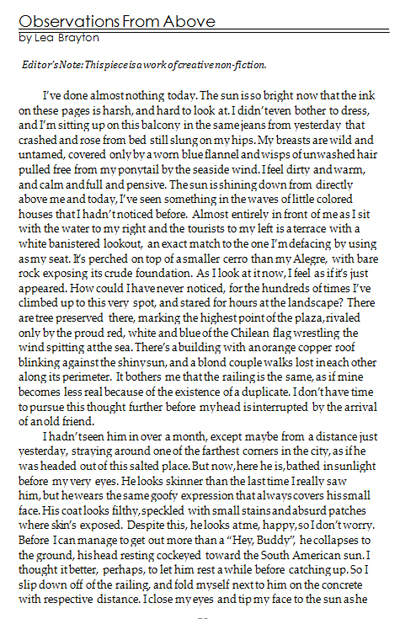 Observations From Above
by Lea Brayton
Editor's Note: This piece is a work of creative non-fiction.
I've done almost nothing today. The sun is so bright now that the ink
on these pages is harsh, and hard to look at. I didn't even bother to dress,
and I'm sitting up on this balcony in the same jeans from yesterday that
crashed and rose from bed still slung on my hips. My breasts are wild and
untamed, covered only by a worn blue flannel and wisps of unwashed hair
pulled free from my ponytail by the seaside wind. I feel dirty and warm,
and calm and full and pensive. The sun is shining down from directly
above me and today, I've seen something in the waves of little colored
houses that I hadn't noticed before. Almost entirely in front of me as I sit
with the water to my right and the tourists to my left is a terrace with a
white banistered lookout, an exact match to the one I'm defacing by using
as my seat. It's perched on top of a smaller cerro than my Alegre, with bare
rock exposing its crude foundation. As I look at it now, I feel as if it's just
appeared. How could I have never noticed, for the hundreds of times I've
climbed up to this very spot, and stared for hours at the landscape? There
are tree preserved there, marking the highest point of the plaza, rivaled
only by the proud red, white and blue of the Chilean flag wrestling the
wind spitting at the sea. There's a building with an orange copper roof
blinking against the shiny sun, and a blond couple walks lost in each other
along its perimeter. It bothers me that the railing is the same, as if mine
becomes less real because of the existence of a duplicate. I don't have time
to pursue this thought further before my head is interrupted by the arrival
of an old friend.
I hadn't seen him in over a month, except maybe from a distance just
yesterday, straying around one of the farthest corners in the city, as if he
was headed out of this salted place. But now, here he is, bathed in sunlight
before my very eyes. He looks skinner than the last time I really saw
him, but he wears the same goofy expression that always covers his small
face. His coat looks filthy, speckled with small stains and absurd patches
where skin's exposed. Despite this, he looks at me, happy, so I don't worry.
Before I can manage to get out more than a “Hey, Buddy”, he collapses to
the ground, his head resting cockeyed toward the South American sun. I
thought it better, perhaps, to let him rest a while before catching up. So I
slip down off of the railing, and fold myself next to him on the concrete
with respective distance. I close my eyes and tip my face to the sun as he